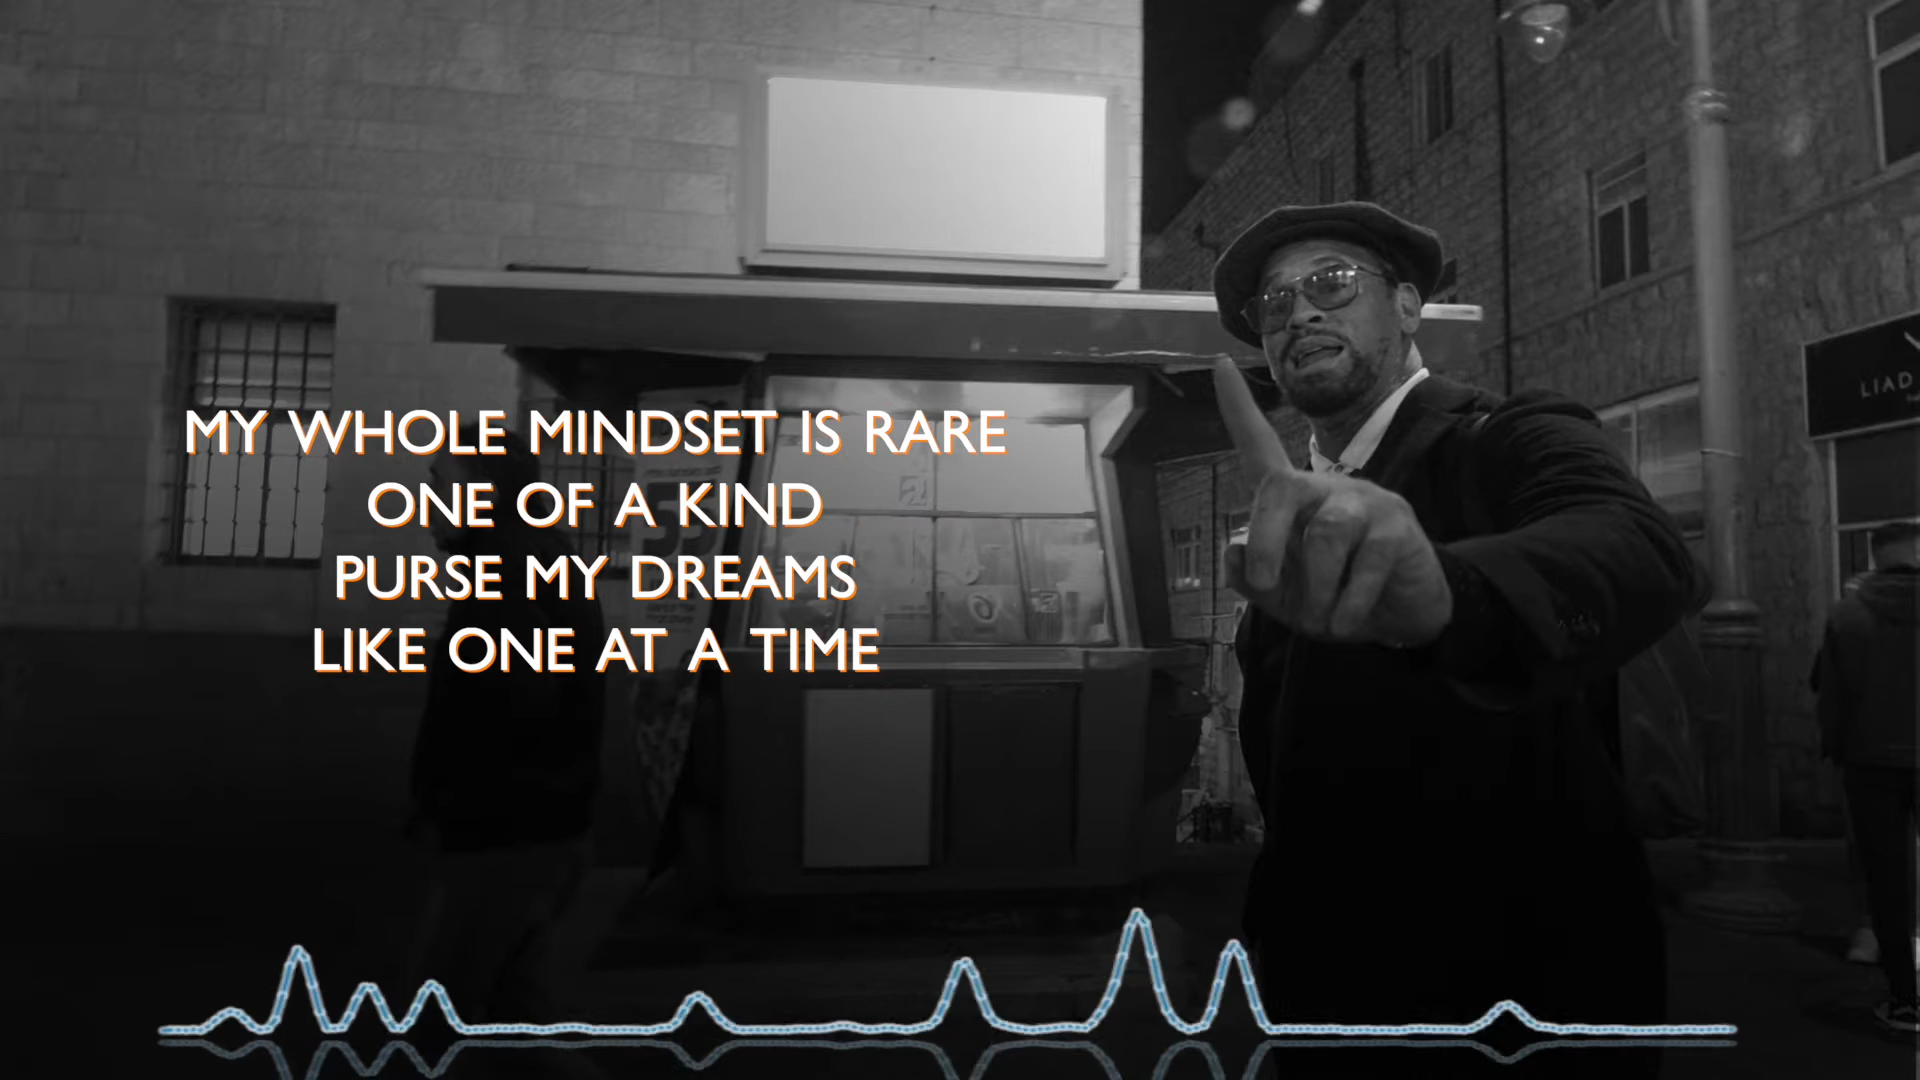 MY WHOLE MINDSET IS RARE
ONE OF A KIND
PURSE MY DREAMS
LIKE ONE AT A TIME
LIAD